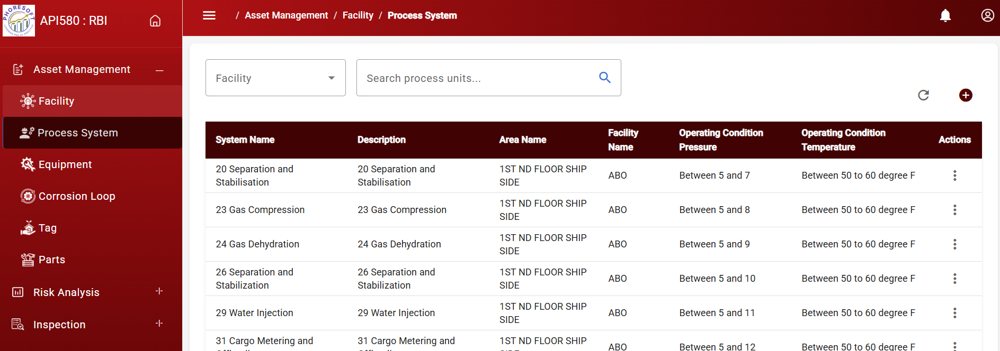 PHORESOFT
API580 : RBI
/ Asset Management / Facility / Process System
Asset Management
Facility
Process System
Equipment
Corrosion Loop
Tag
Parts
Risk Analysis
Inspection
Facility
Search process units...
System Name Description Area Name Facility Name Operating Condition Pressure Operating Condition Temperature Actions
20 Separation and Stabilisation 20 Separation and Stabilisation 1ST ND FLOOR SHIP SIDE ABO Between 5 and 7 Between 50 to 60 degree F
23 Gas Compression 23 Gas Compression 1ST ND FLOOR SHIP SIDE ABO Between 5 and 8 Between 50 to 60 degree F
24 Gas Dehydration 24 Gas Dehydration 1ST ND FLOOR SHIP SIDE ABO Between 5 and 9 Between 50 to 60 degree F
26 Separation and Stabilization 26 Separation and Stabilization 1ST ND FLOOR SHIP SIDE ABO Between 5 and 10 Between 50 to 60 degree F
29 Water Injection 29 Water Injection 1ST ND FLOOR SHIP SIDE ABO Between 5 and 11 Between 50 to 60 degree F
31 Cargo Metering and 31 Cargo Metering and 1ST ND FLOOR SHIP ABO Between 5 and 12 Between 50 to 60 degree F